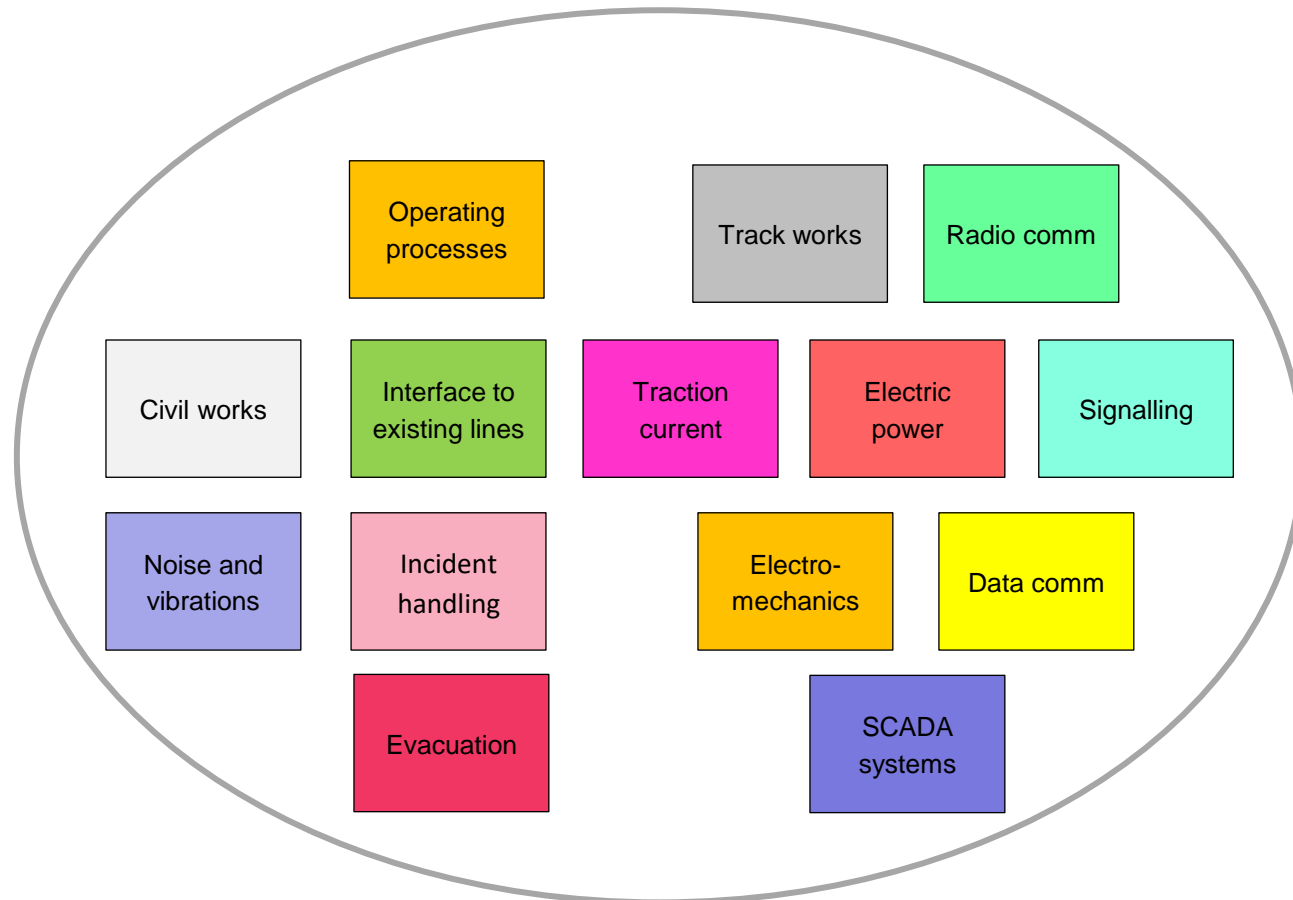 Operating
processes
Track works
Radio comm
Civil works
Interface to
existing lines
Traction
current
Electric
power
Signalling
Noise and
vibrations
Incident
handling
Electro-
mechanics
Data comm
Evacuation
SCADA
systems